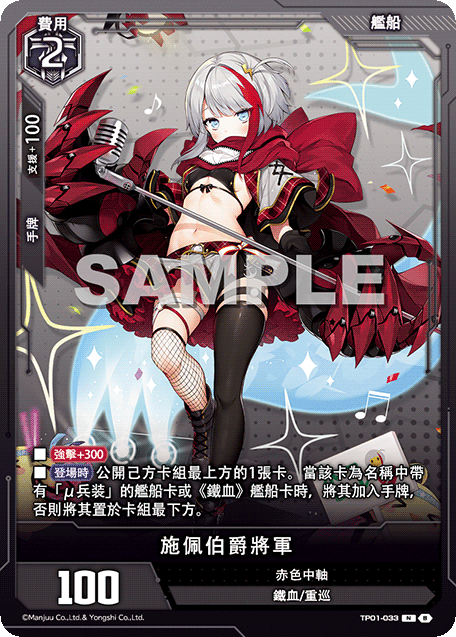 費用
2
艦船
支援+100
手牌
SAMPLE
■ 強擊+300
■ 登場時 公開己方卡組最上方的1張卡。當該卡為名稱中帶
有「μ兵装」的艦船卡或《鐵血》艦船卡時，將其加入手牌，
否則將其置於卡組最下方。
施佩伯爵將軍
100
赤色中軸
鐵血/重巡
©Manjuu Co.,Ltd. & Yongshi Co.,Ltd.
TP01-033 N B